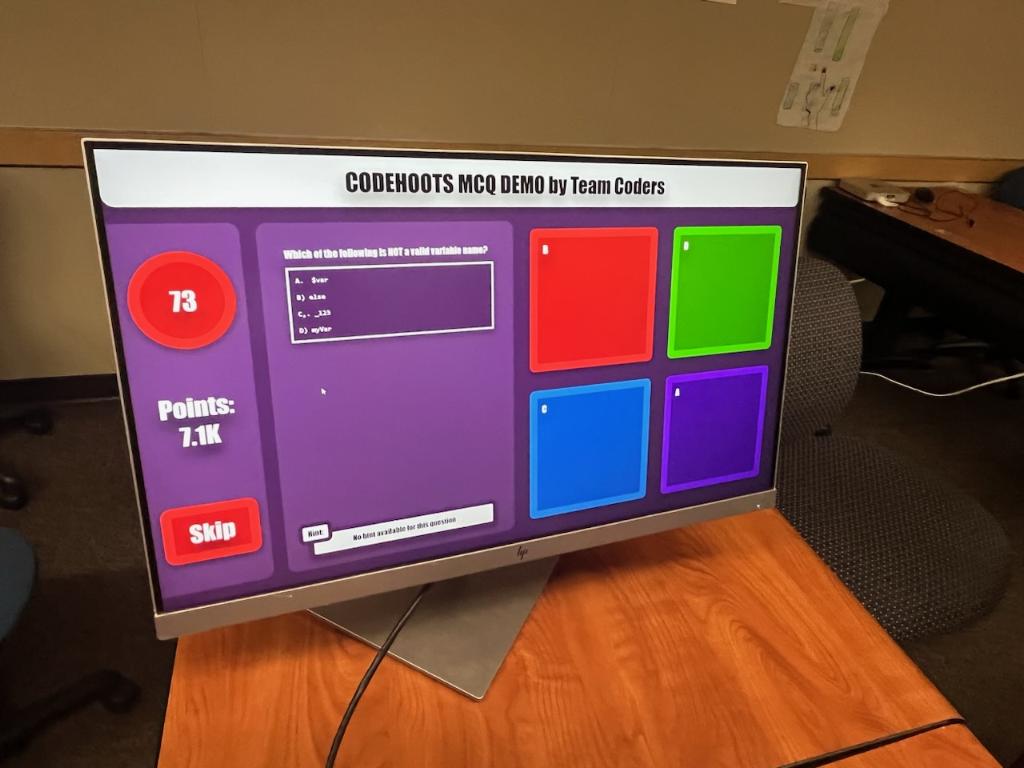 CODEHOOTS MCQ DEMO by Team Coders
73
Points:
7.1K
Skip
Which of the following is NOT a valid variable name?
A. $var
B) else
C,. _123
D) myVar
Hint:
No hint available for this question
B
D
C
A
hp